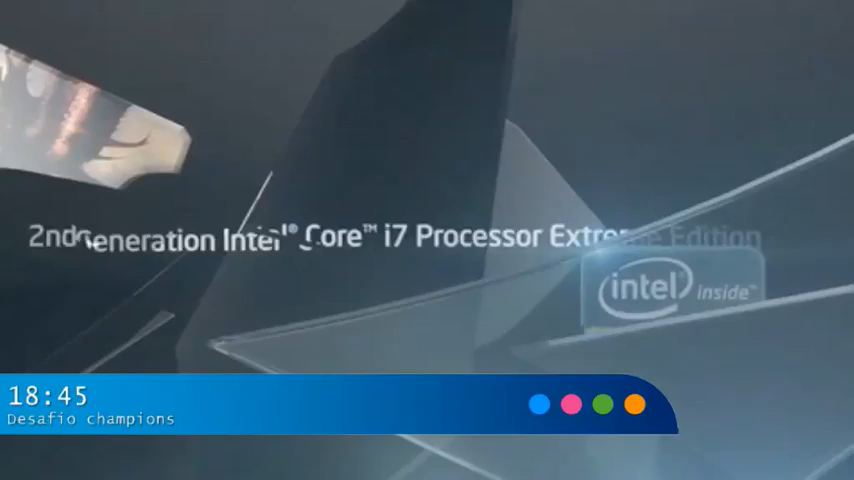 2nd Generation Intel® Core™ i7 Processor Extreme Edition
intel® inside™
18:45
Desafio champions